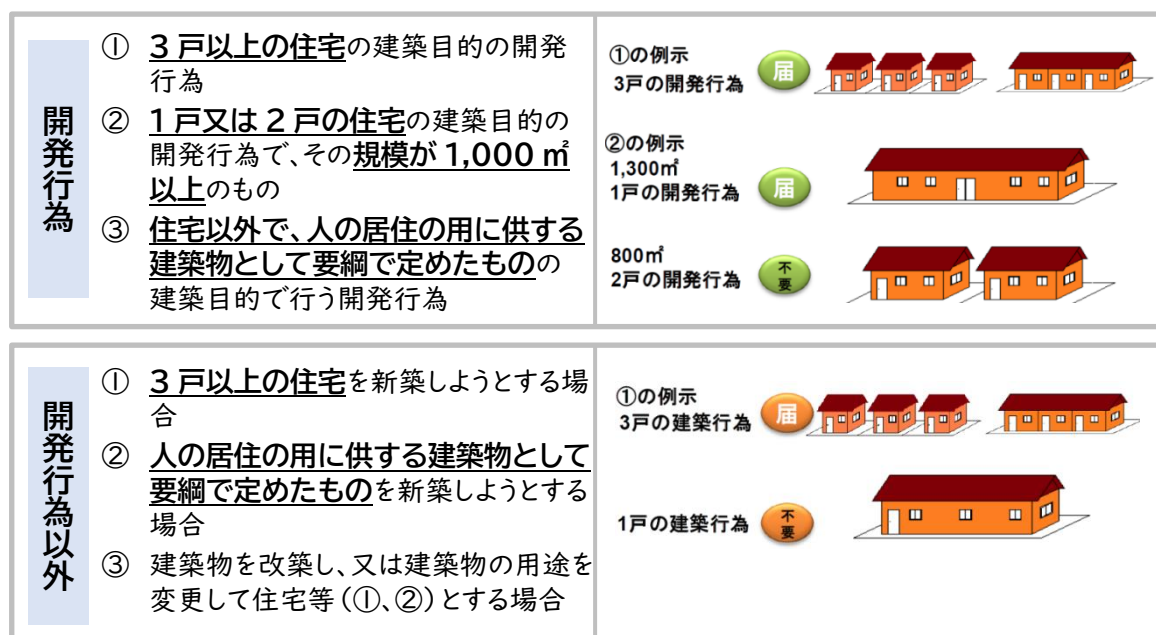 開発行為
① 3戸以上の住宅の建築目的の開発
行為
② 1戸又は2戸の住宅の建築目的の
開発行為で、その規模が1,000㎡
以上のもの
③ 住宅以外で、人の居住の用に供する
建築物として要綱で定めたものの
建築目的で行う開発行為
①の例示
3戸の開発行為
届
②の例示
1,300㎡
1戸の開発行為
届
800㎡
2戸の開発行為
不
要
開発行為以外
① 3戸以上の住宅を新築しようとする場
合
② 人の居住の用に供する建築物として
要綱で定めたものを新築しようとする
場合
③ 建築物を改築し、又は建築物の用途を
変更して住宅等(①、②)とする場合
①の例示
3戸の建築行為
届
1戸の建築行為
不
要